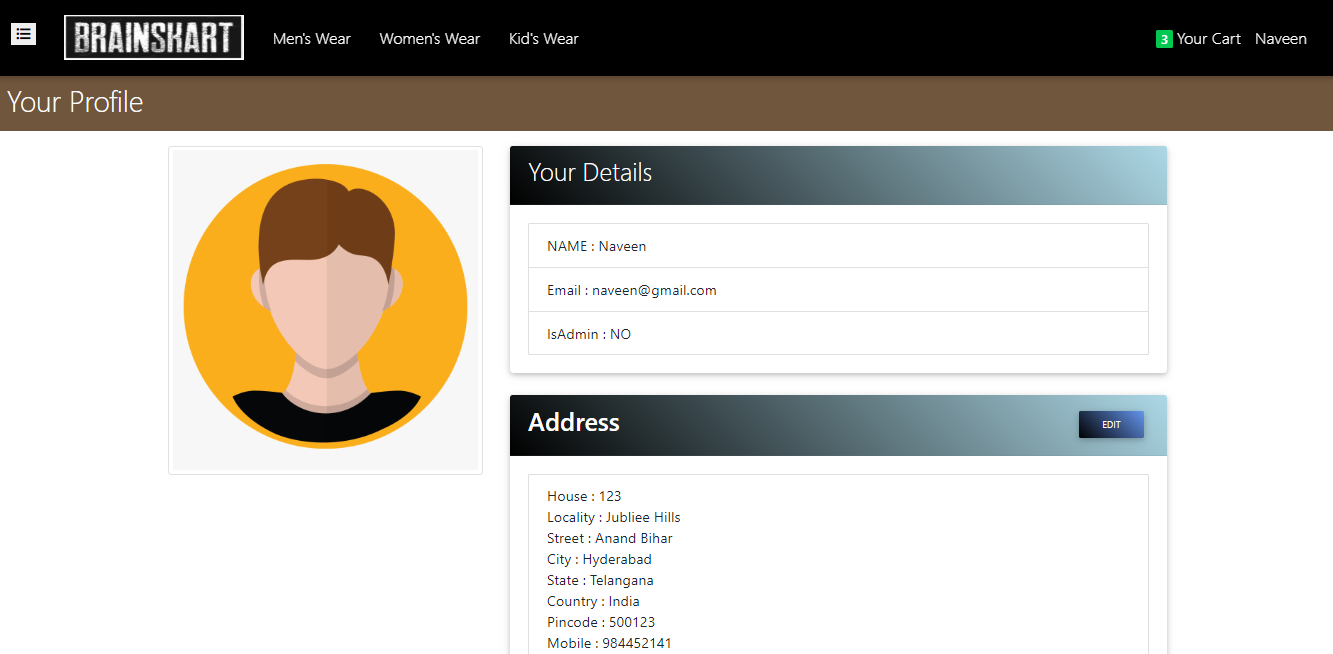 BRAINSKART
Men's Wear Women's Wear Kid's Wear
3 Your Cart Naveen
Your Profile
Your Details
NAME : Naveen
Email : naveen@gmail.com
IsAdmin : NO
Address
EDIT
House : 123
Locality : Jubliee Hills
Street : Anand Bihar
City : Hyderabad
State : Telangana
Country : India
Pincode : 500123
Mobile : 984452141